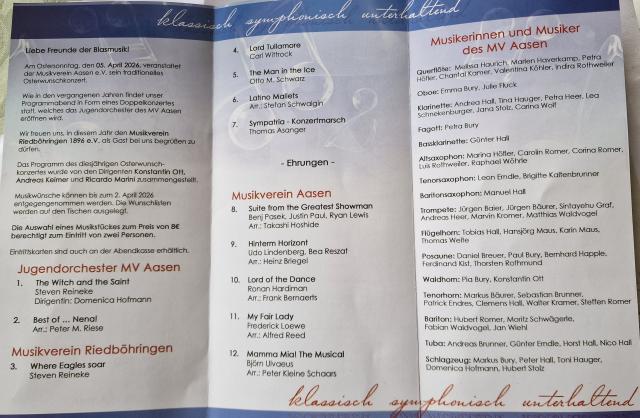 klassisch symphonisch unterhaltend
Liebe Freunde der Blasmusik!
Am Ostersonntag, den 05. April 2026, veranstaltet
der Musikverein Aasen e.V. sein traditionelles
Osterwunschkonzert.
Wie in den vergangenen Jahren findet unser
Programmabend in Form eines Doppelkonzertes
statt, welches das Jugendorchester des MV Aasen
eröffnen wird.
Wir freuen uns, in diesem Jahr den Musikverein
Riedböhringen 1896 e.V. als Gast bei uns begrüßen zu
dürfen.
Das Programm des diesjährigen Osterwunsch-
konzertes wurde von den Dirigenten Konstantin Ott,
Andreas Keimer und Ricardo Marini zusammengestellt.
Musikwünsche können bis zum 2. April 2026
entgegengenommen werden. Die Wunschlisten
werden auf den Tischen ausgelegt.
Die Auswahl eines Musikstückes zum Preis von 8€
berechtigt zum Eintritt von zwei Personen.
Eintrittskarten sind auch an der Abendkasse erhältlich.
Jugendorchester MV Aasen
1. The Witch and the Saint
Steven Reineke
Dirigentin: Domenica Hofmann
2. Best of ... Nena!
Arr.: Peter M. Riese
Musikverein Riedböhringen
3. Where Eagles soar
Steven Reineke
4. Lord Tullamore
Carl Wittrock
5. The Man in the Ice
Otto M. Schwarz
6. Latino Mallets
Arr.: Stefan Schwalgin
7. Sympatria - Konzertmarsch
Thomas Asanger
- Ehrungen -
Musikverein Aasen
8. Suite from the Greatest Showman
Benj Pasek, Justin Paul, Ryan Lewis
Arr.: Takashi Hoshide
9. Hinterm Horizont
Udo Lindenberg, Bea Reszat
Arr.: Heinz Briegel
10. Lord of the Dance
Ronan Hardiman
Arr.: Frank Bernaerts
11. My Fair Lady
Frederick Loewe
Arr.: Alfred Reed
12. Mamma Mia! The Musical
Björn Ulvaeus
Arr.: Peter Kleine Schaars
Musikerinnen und Musiker
des MV Aasen
Querflöte: Melissa Haurich, Marlen Haverkamp, Petra
Höfler, Chantal Kamer, Valentina Köhler, Indira Rothweiler
Oboe: Emma Bury, Julie Fluck
Klarinette: Andrea Hall, Tina Hauger, Petra Heer, Lea
Schnekenburger, Jana Stolz, Carina Wolf
Fagott: Petra Bury
Bassklarinette: Günter Hall
Altsaxophon: Marina Höfler, Carolin Romer, Corina Romer,
Luis Rothweiler, Raphael Wöhrle
Tenorsaxophon: Leon Erndle, Brigitte Kaltenbrunner
Baritonsaxophon: Manuel Hall
Trompete: Jürgen Baier, Jürgen Bäurer, Sintayehu Graf,
Andreas Heer, Marvin Kromer, Matthias Waldvogel
Flügelhorn: Tobias Hall, Hansjörg Maus, Karin Maus,
Thomas Welte
Posaune: Daniel Breuer, Paul Bury, Bernhard Happle,
Ferdinand Kist, Thorsten Rothmund
Waldhorn: Pia Bury, Konstantin Ott
Tenorhorn: Markus Bäurer, Sebastian Brunner,
Patrick Endres, Clemens Hall, Walter Kramer, Steffen Romer
Bariton: Hubert Romer, Moritz Schwägerle,
Fabian Waldvogel, Jan Wiehl
Tuba: Andreas Brunner, Günter Erndle, Horst Hall, Nico Hall
Schlagzeug: Markus Bury, Peter Hall, Toni Hauger,
Domenica Hofmann, Hubert Stolz
klassisch symphonisch unterhaltend